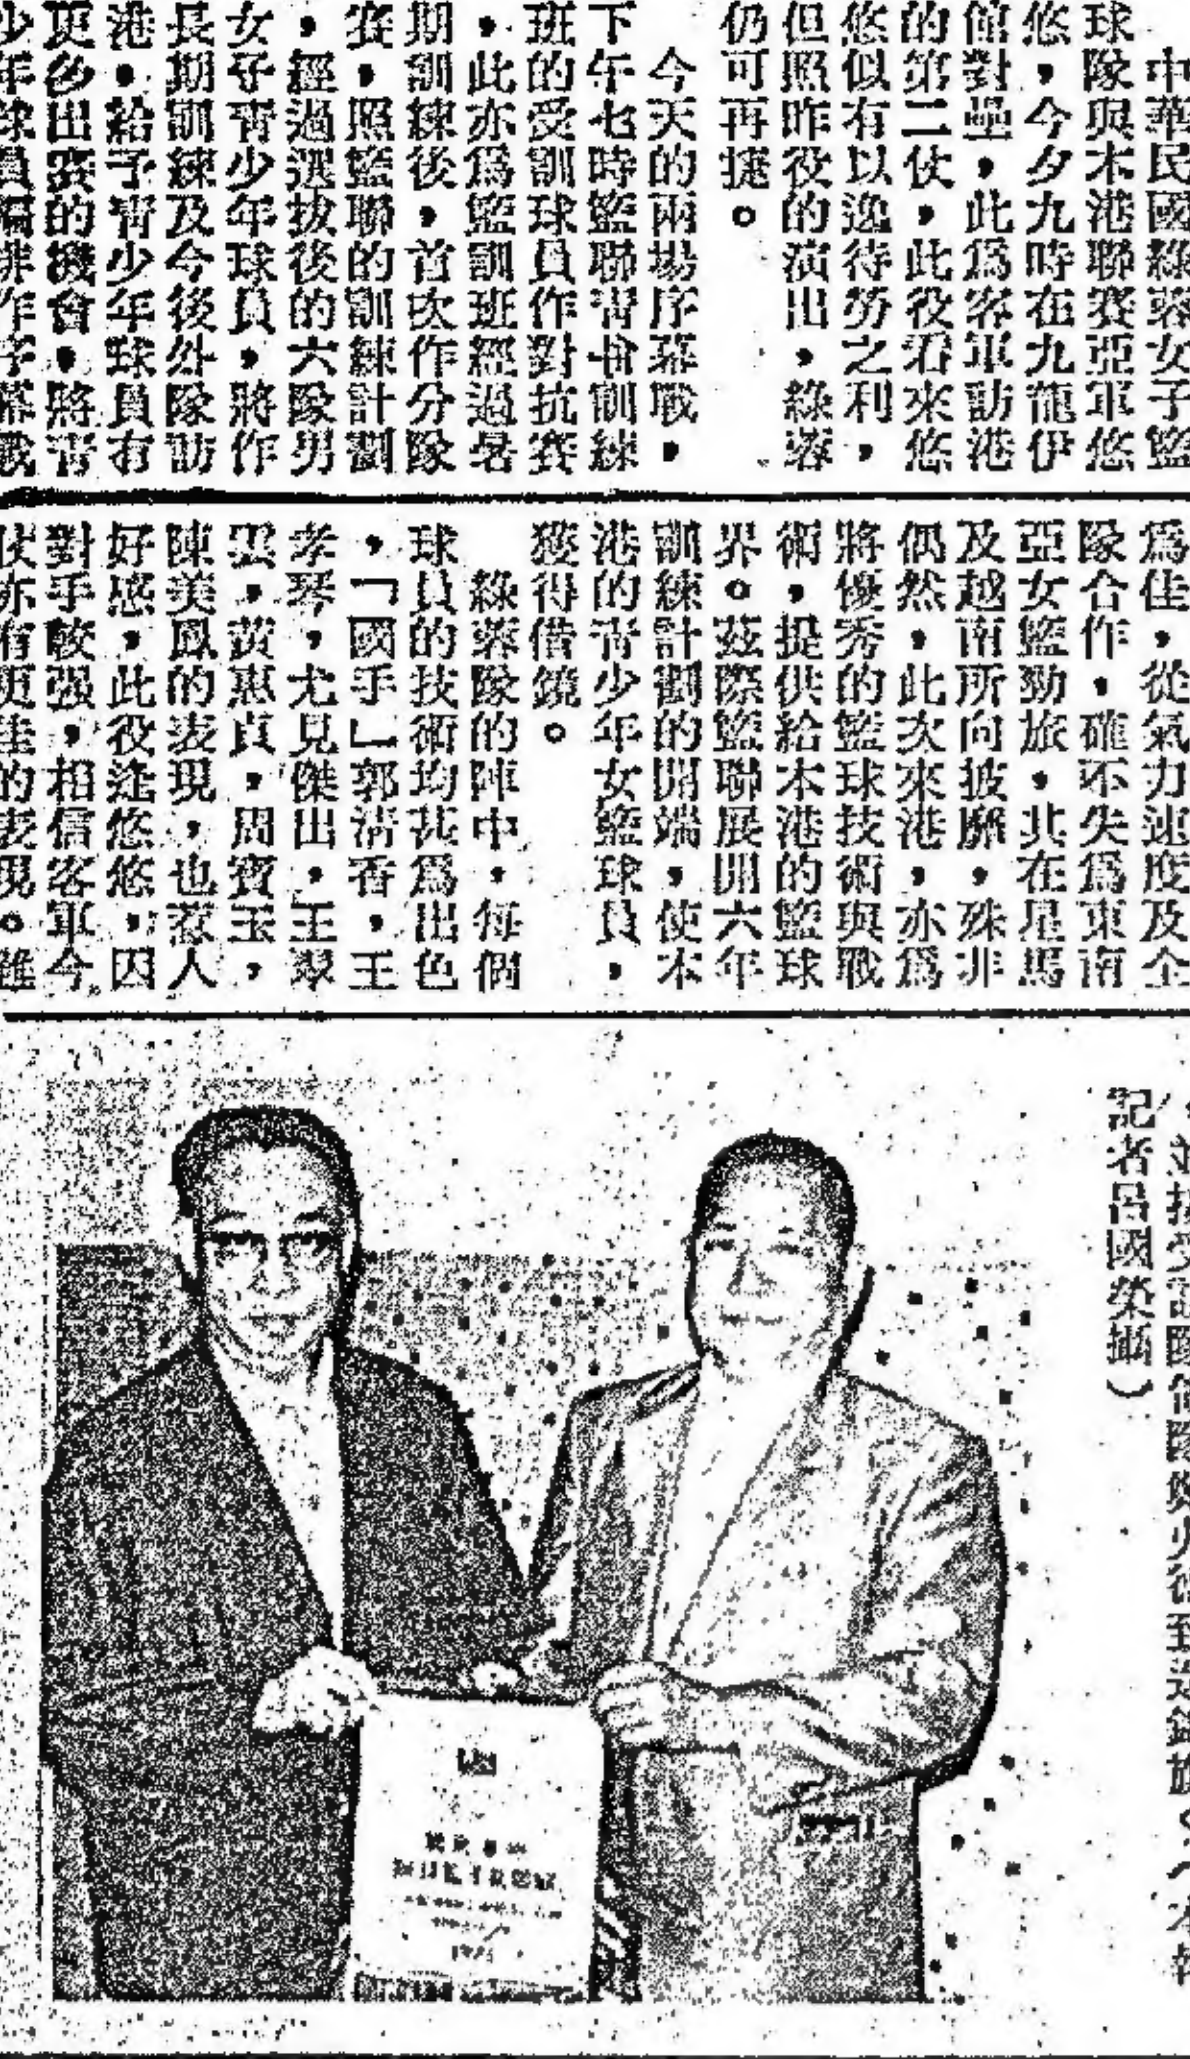 中華民國綠蓉女子籃
球隊與本港聯賽亞軍悠
悠，今夕九時在九龍伊
館對壘，此爲客軍訪港
的第二仗，此役看來悠
悠似有以逸待勞之利，
但照昨役的演出，綠蓉
仍可再捷。
今天的兩場序幕戰，
下午七時籃聯青少訓練
班的受訓球員作對抗賽
，此亦爲籃訓班經過暑
期訓練後，首次作分隊
賽，照籃聯的訓練計劃
，經過選拔後的六隊男
女子青少年球員，將作
長期訓練及今後外隊訪
港，給予青少年球員有
更多出賽的機會，將青
少年球員編排作序幕戰
爲佳，從氣力速度及全
隊合作，確不失爲東南
亞女籃勁旅，其在星馬
及越南所向披靡，殊非
偶然，此次來港，亦爲
將優秀的籃球技術與戰
術，提供給本港的籃球
界。茲際籃聯展開六年
訓練計劃的開端，使本
港的青少年女籃球員，
獲得借鏡。
綠蓉隊的陣中，每個
球員的技術均甚爲出色
，「國手」郭清香，王
孝琴，尤見傑出，王翠
雲，黃惠貞，周寶玉，
陳美鳳的表現，也惹人
好感，此役逢悠悠，因
對手較强，相信客軍今
仗亦有更佳的表現。雖
，並接受
記者呂國榮攝）